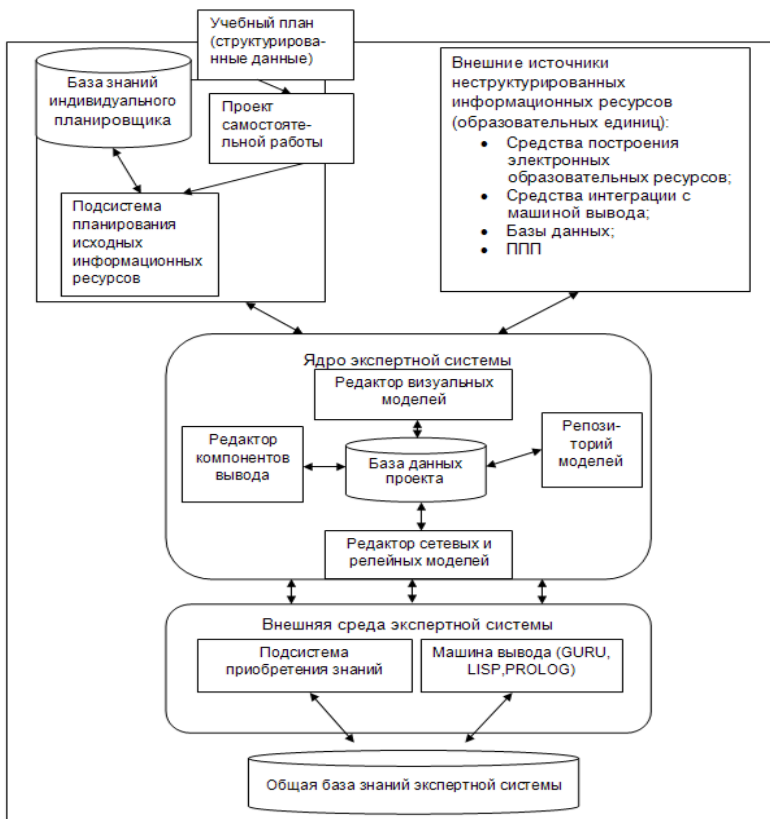 Учебный план
(структурирова-
нные данные)
База знаний
индивидуального
планировщика
Проект
самостояте-
льной работы
Подсистема
планирования
исходных
информационных
ресурсов
Внешние источники
неструктурированных
информационных ресурсов
(образовательных единиц):
• Средства построения
электронных
образовательных ресурсов;
• Средства интеграции с
машиной вывода;
• Базы данных;
• ППП
Ядро экспертной системы
Редактор визуальных
моделей
Редактор
компонентов
вывода
База данных
проекта
Репози-
торий
моделей
Редактор сетевых и
релейных моделей
Внешняя среда экспертной системы
Подсистема
приобретения знаний
Машина вывода (GURU,
LISP,PROLOG)
Общая база знаний экспертной системы